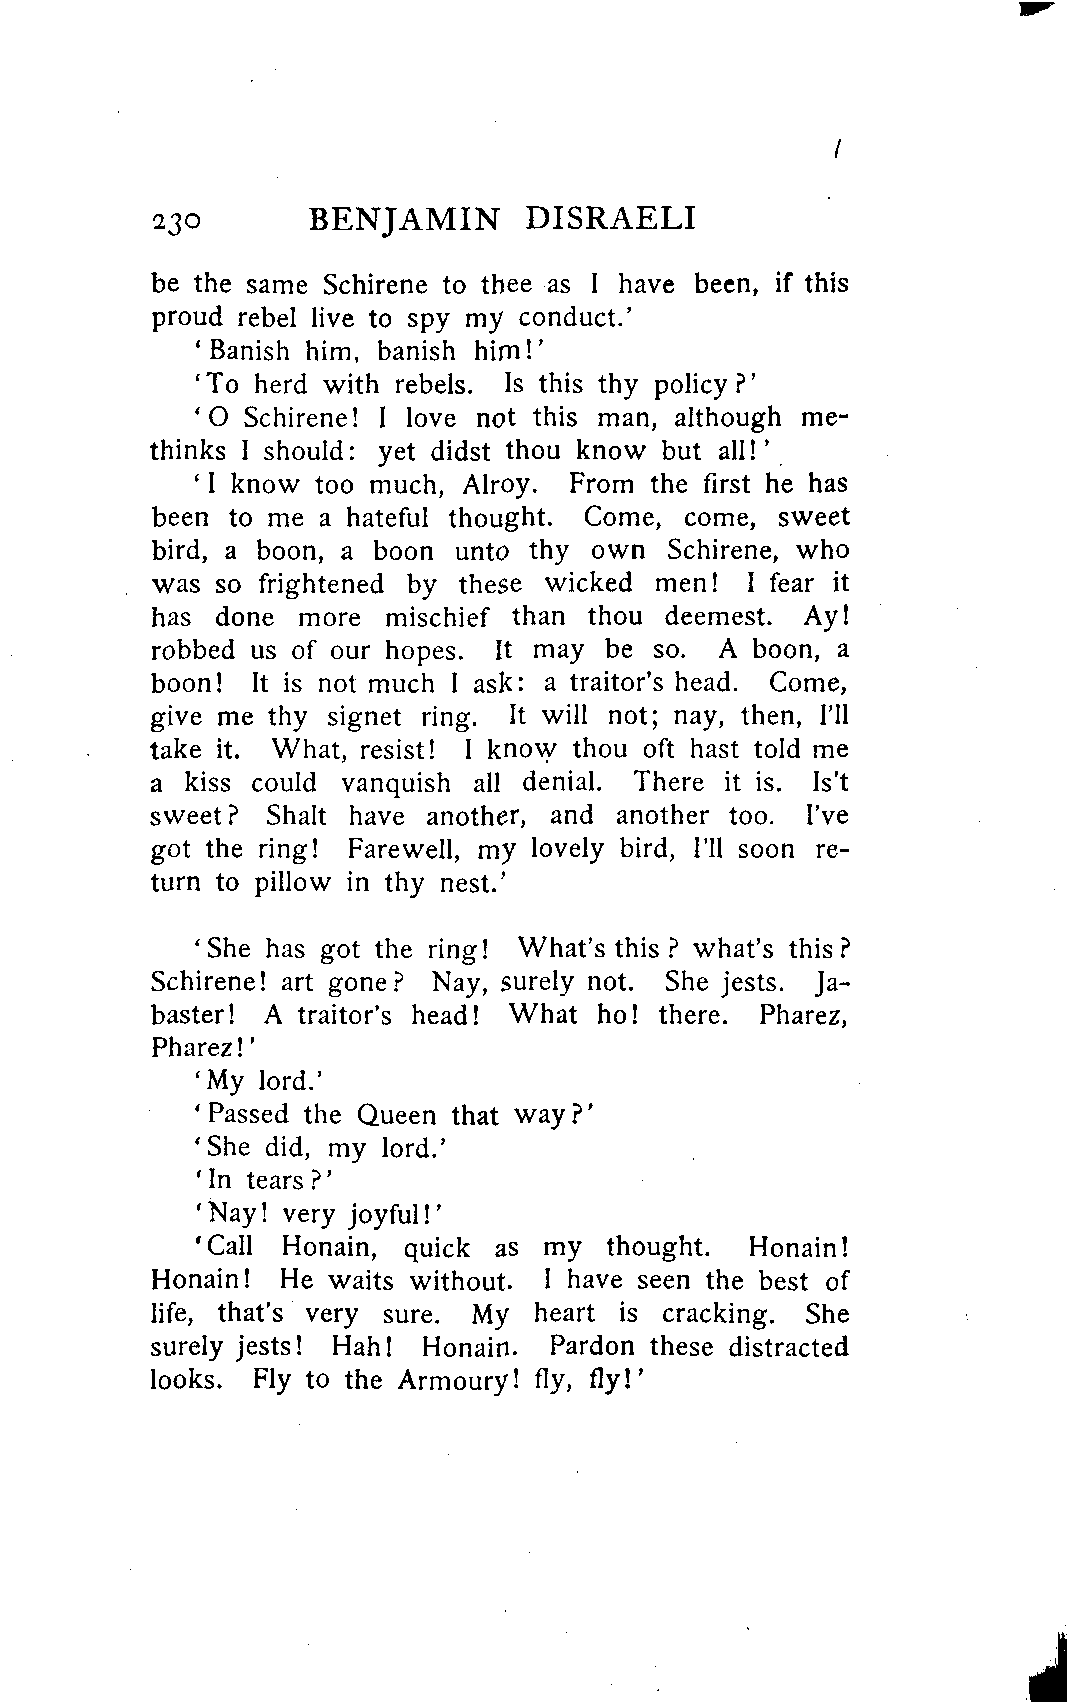 230 BENJAMIN DISRAELI
be the same Schirene to thee as I have been, if this
proud rebel live to spy my conduct.'
'Banish him, banish him!'
'To herd with rebels. Is this thy policy?'
'O Schirene! I love not this man, although me-
thinks I should: yet didst thou know but all!'
'I know too much, Alroy. From the first he has
been to me a hateful thought. Come, come, sweet
bird, a boon, a boon unto thy own Schirene, who
was so frightened by these wicked men! I fear it
has done more mischief than thou deemest. Ay!
robbed us of our hopes. It may be so. A boon, a
boon! It is not much I ask: a traitor's head. Come,
give me thy signet ring. It will not; nay, then, I'll
take it. What, resist! I know thou oft hast told me
a kiss could vanquish all denial. There it is. Is't
sweet? Shalt have another, and another too. I've
got the ring! Farewell, my lovely bird, I'll soon re-
turn to pillow in thy nest.'
'She has got the ring! What's this? what's this?
Schirene! art gone? Nay, surely not. She jests. Ja-
baster! A traitor's head! What ho! there. Pharez,
Pharez!'
'My lord.'
'Passed the Queen that way?'
'She did, my lord.'
'In tears?'
'Nay! very joyful!'
'Call Honain, quick as my thought. Honain!
Honain! He waits without. I have seen the best of
life, that's very sure. My heart is cracking. She
surely jests! Hah! Honain. Pardon these distracted
looks. Fly to the Armoury! fly, fly!'